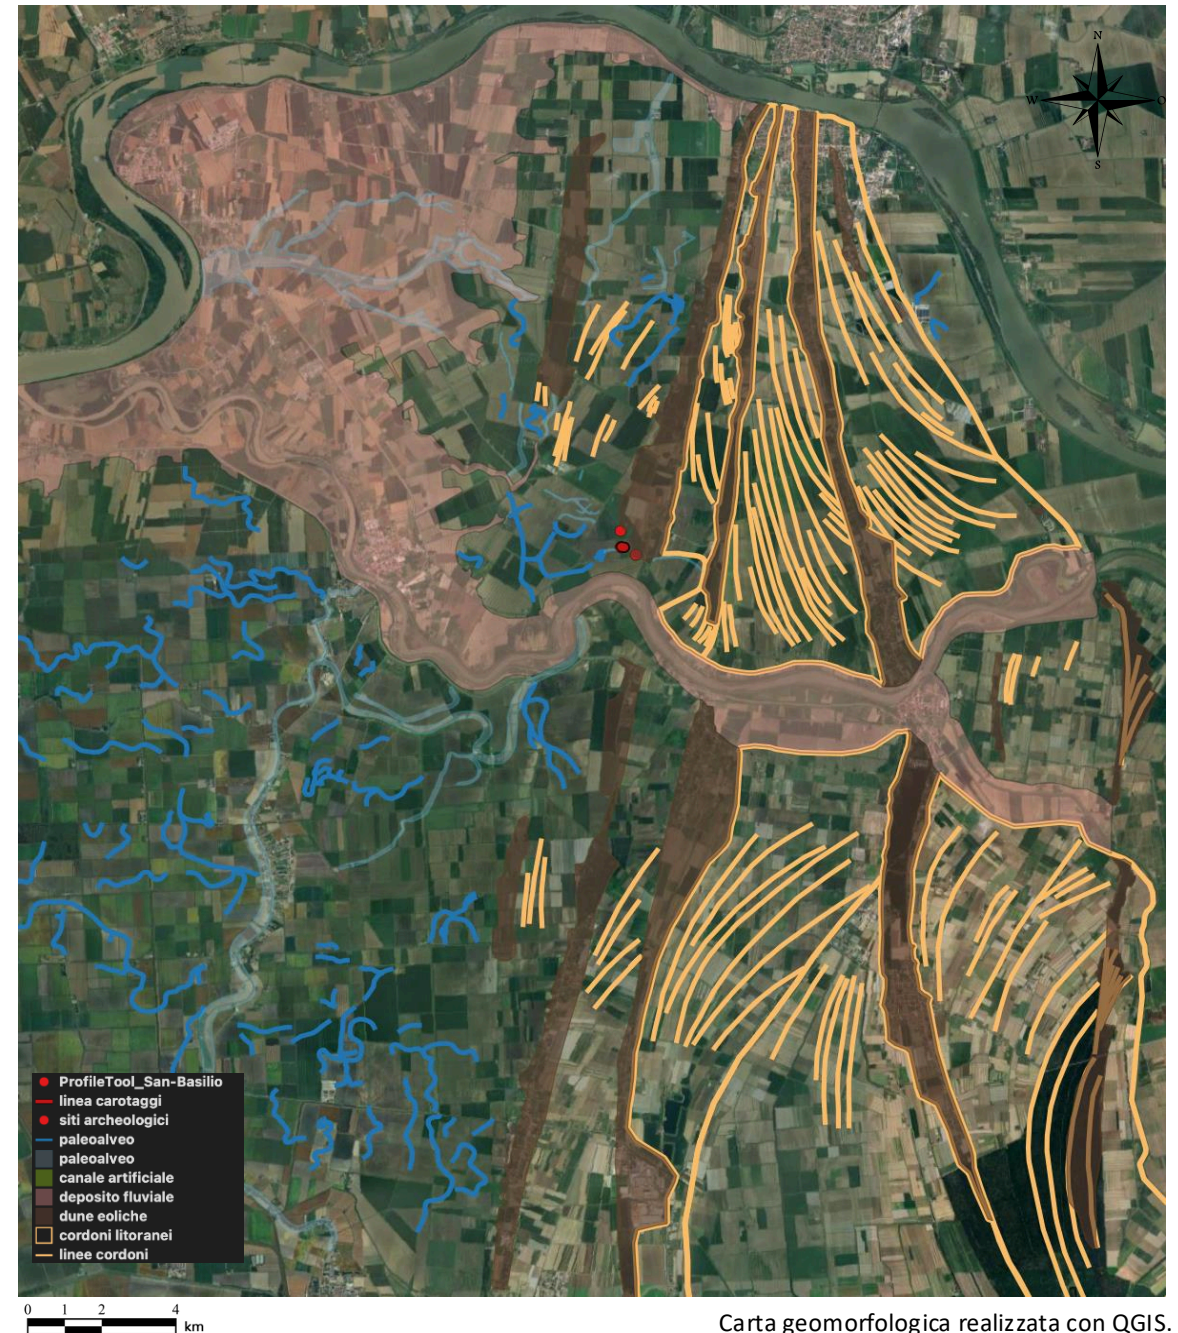 N
W
O
S
ProfileTool_San-Basilio
linea carotaggi
siti archeologici
paleoalveo
paleoalveo
canale artificiale
deposito fluviale
dune eoliche
cordoni litoranei
linee cordoni
0 1 2 4
km
Carta geomorfologica realizzata con QGIS.